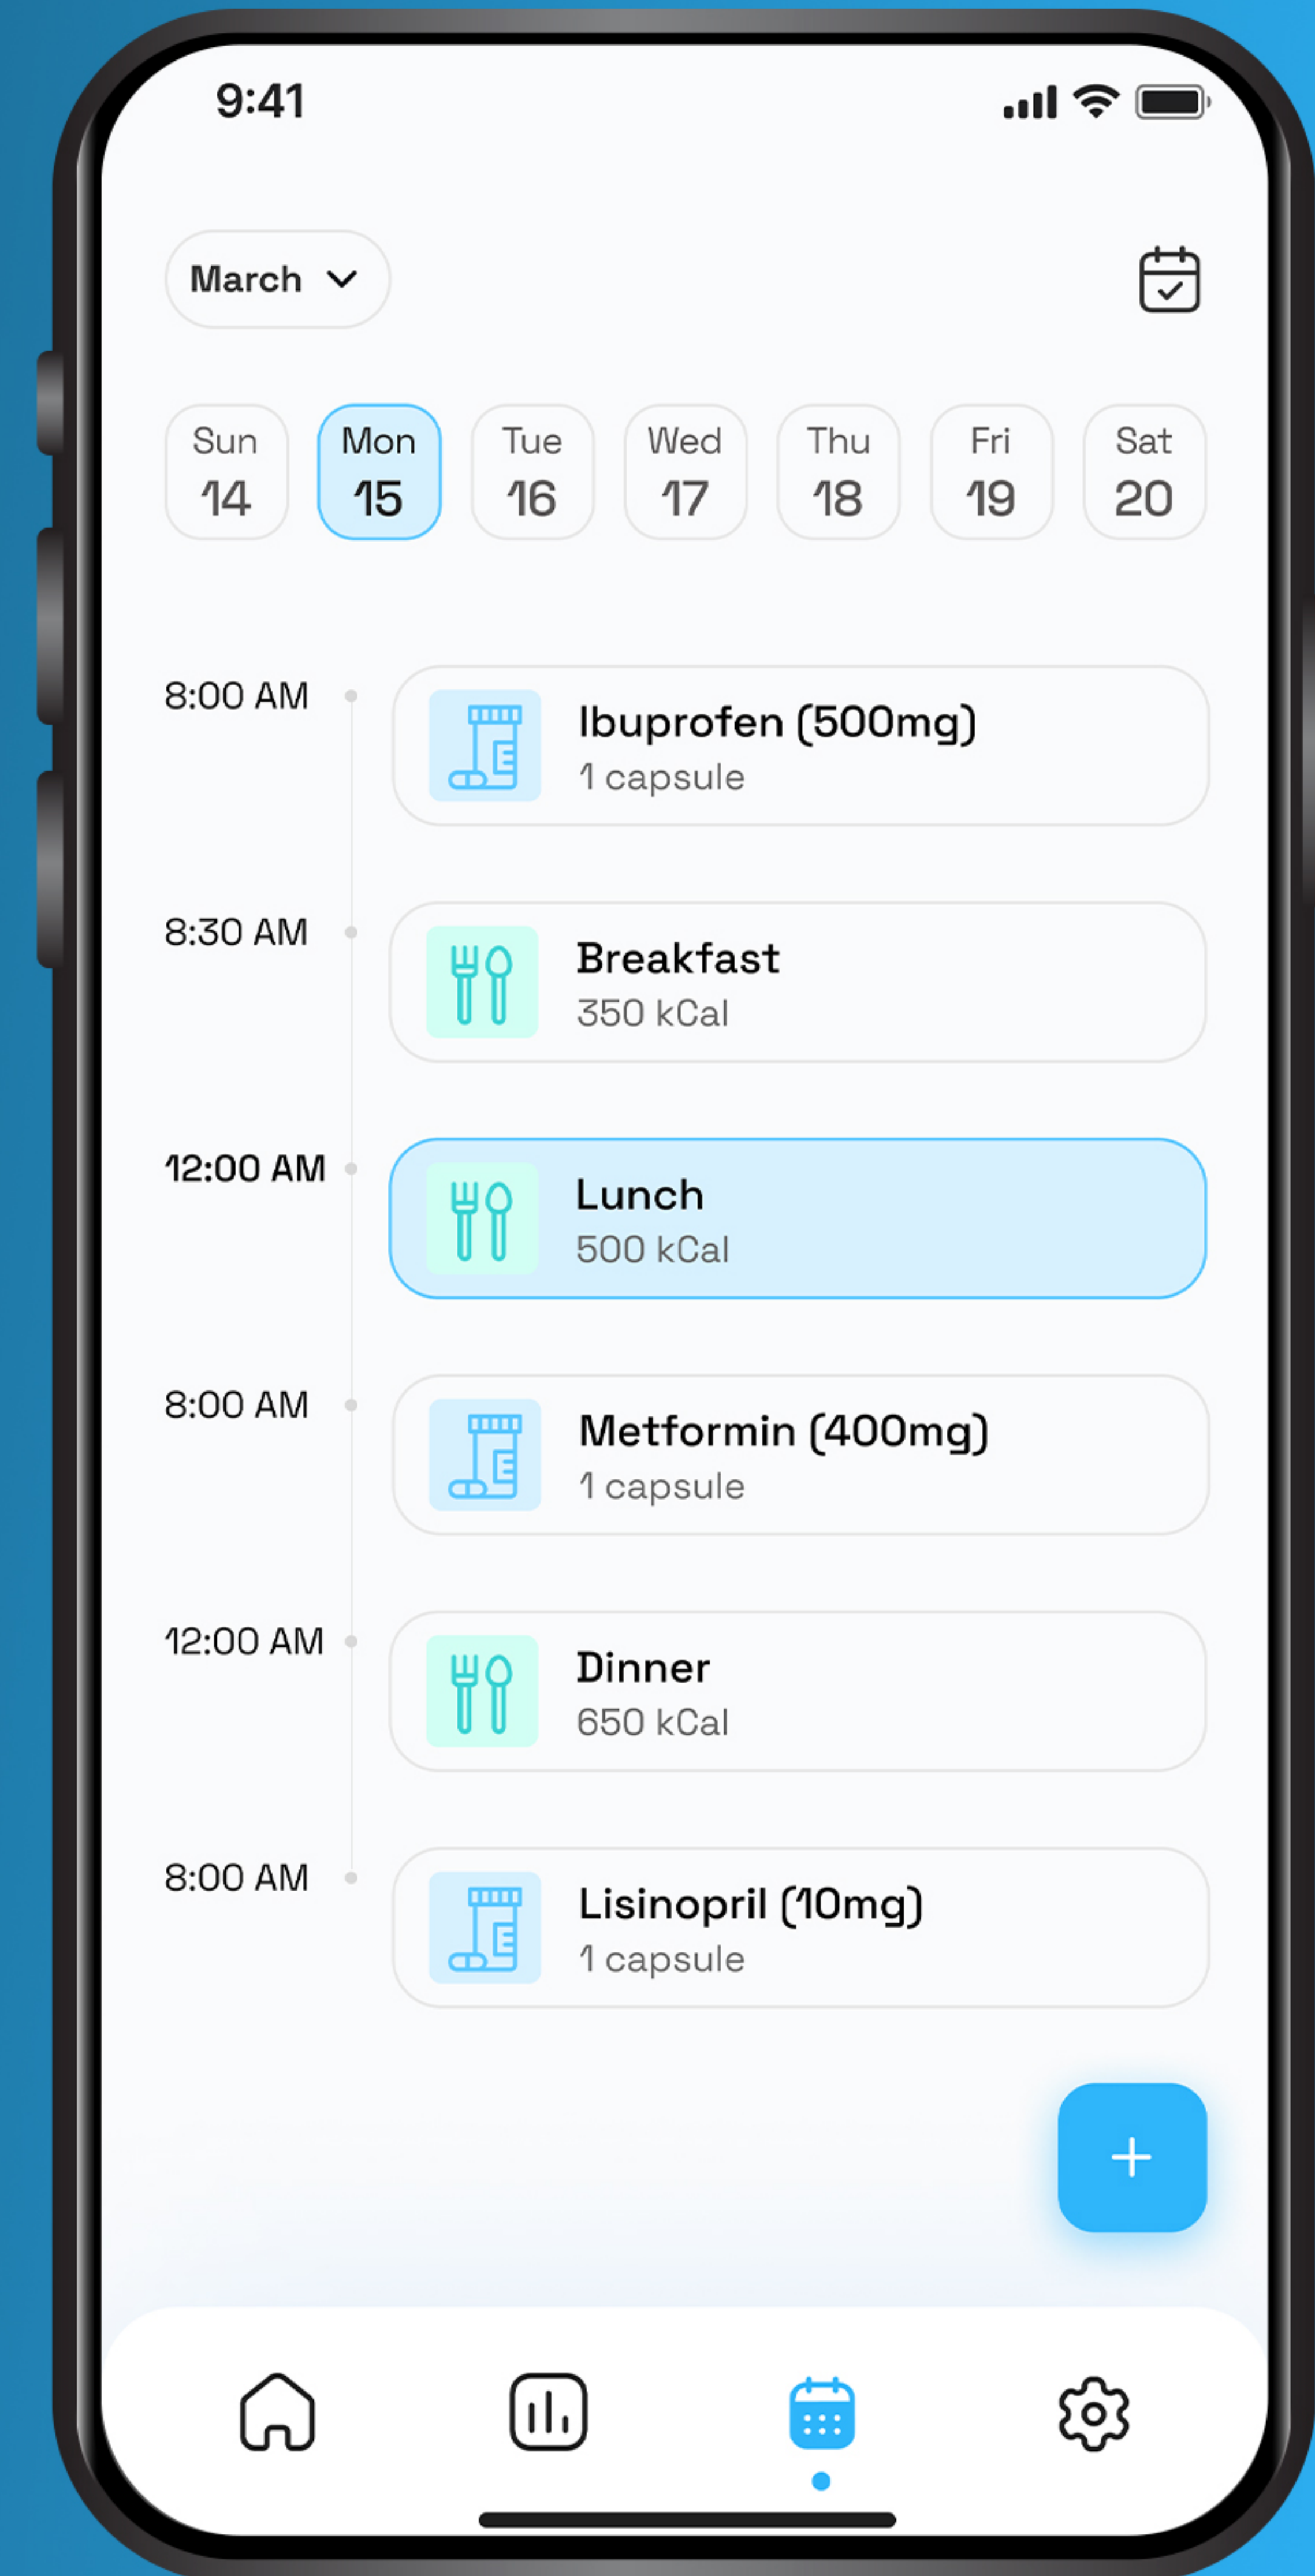 9:41
March
Sun Mon Tue Wed Thu Fri Sat
14 15 16 17 18 19 20
8:00 AM
Ibuprofen (500mg)
1 capsule
8:30 AM
Breakfast
350 kCal
12:00 AM
Lunch
500 kCal
8:00 AM
Metformin (400mg)
1 capsule
12:00 AM
Dinner
650 kCal
8:00 AM
Lisinopril (10mg)
1 capsule